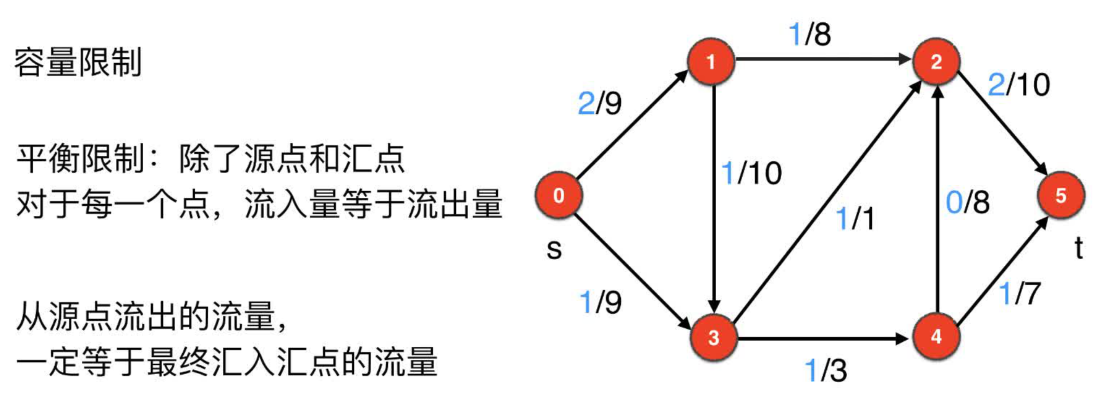 容量限制
平衡限制：除了源点和汇点
对于每一个点，流入量等于流出量
从源点流出的流量，
一定等于最终汇入汇点的流量
1/8
1
2
2/9
2/10
1/10
0
5
1/1
0/8
s
t
1/9
1/7
3
4
1/3